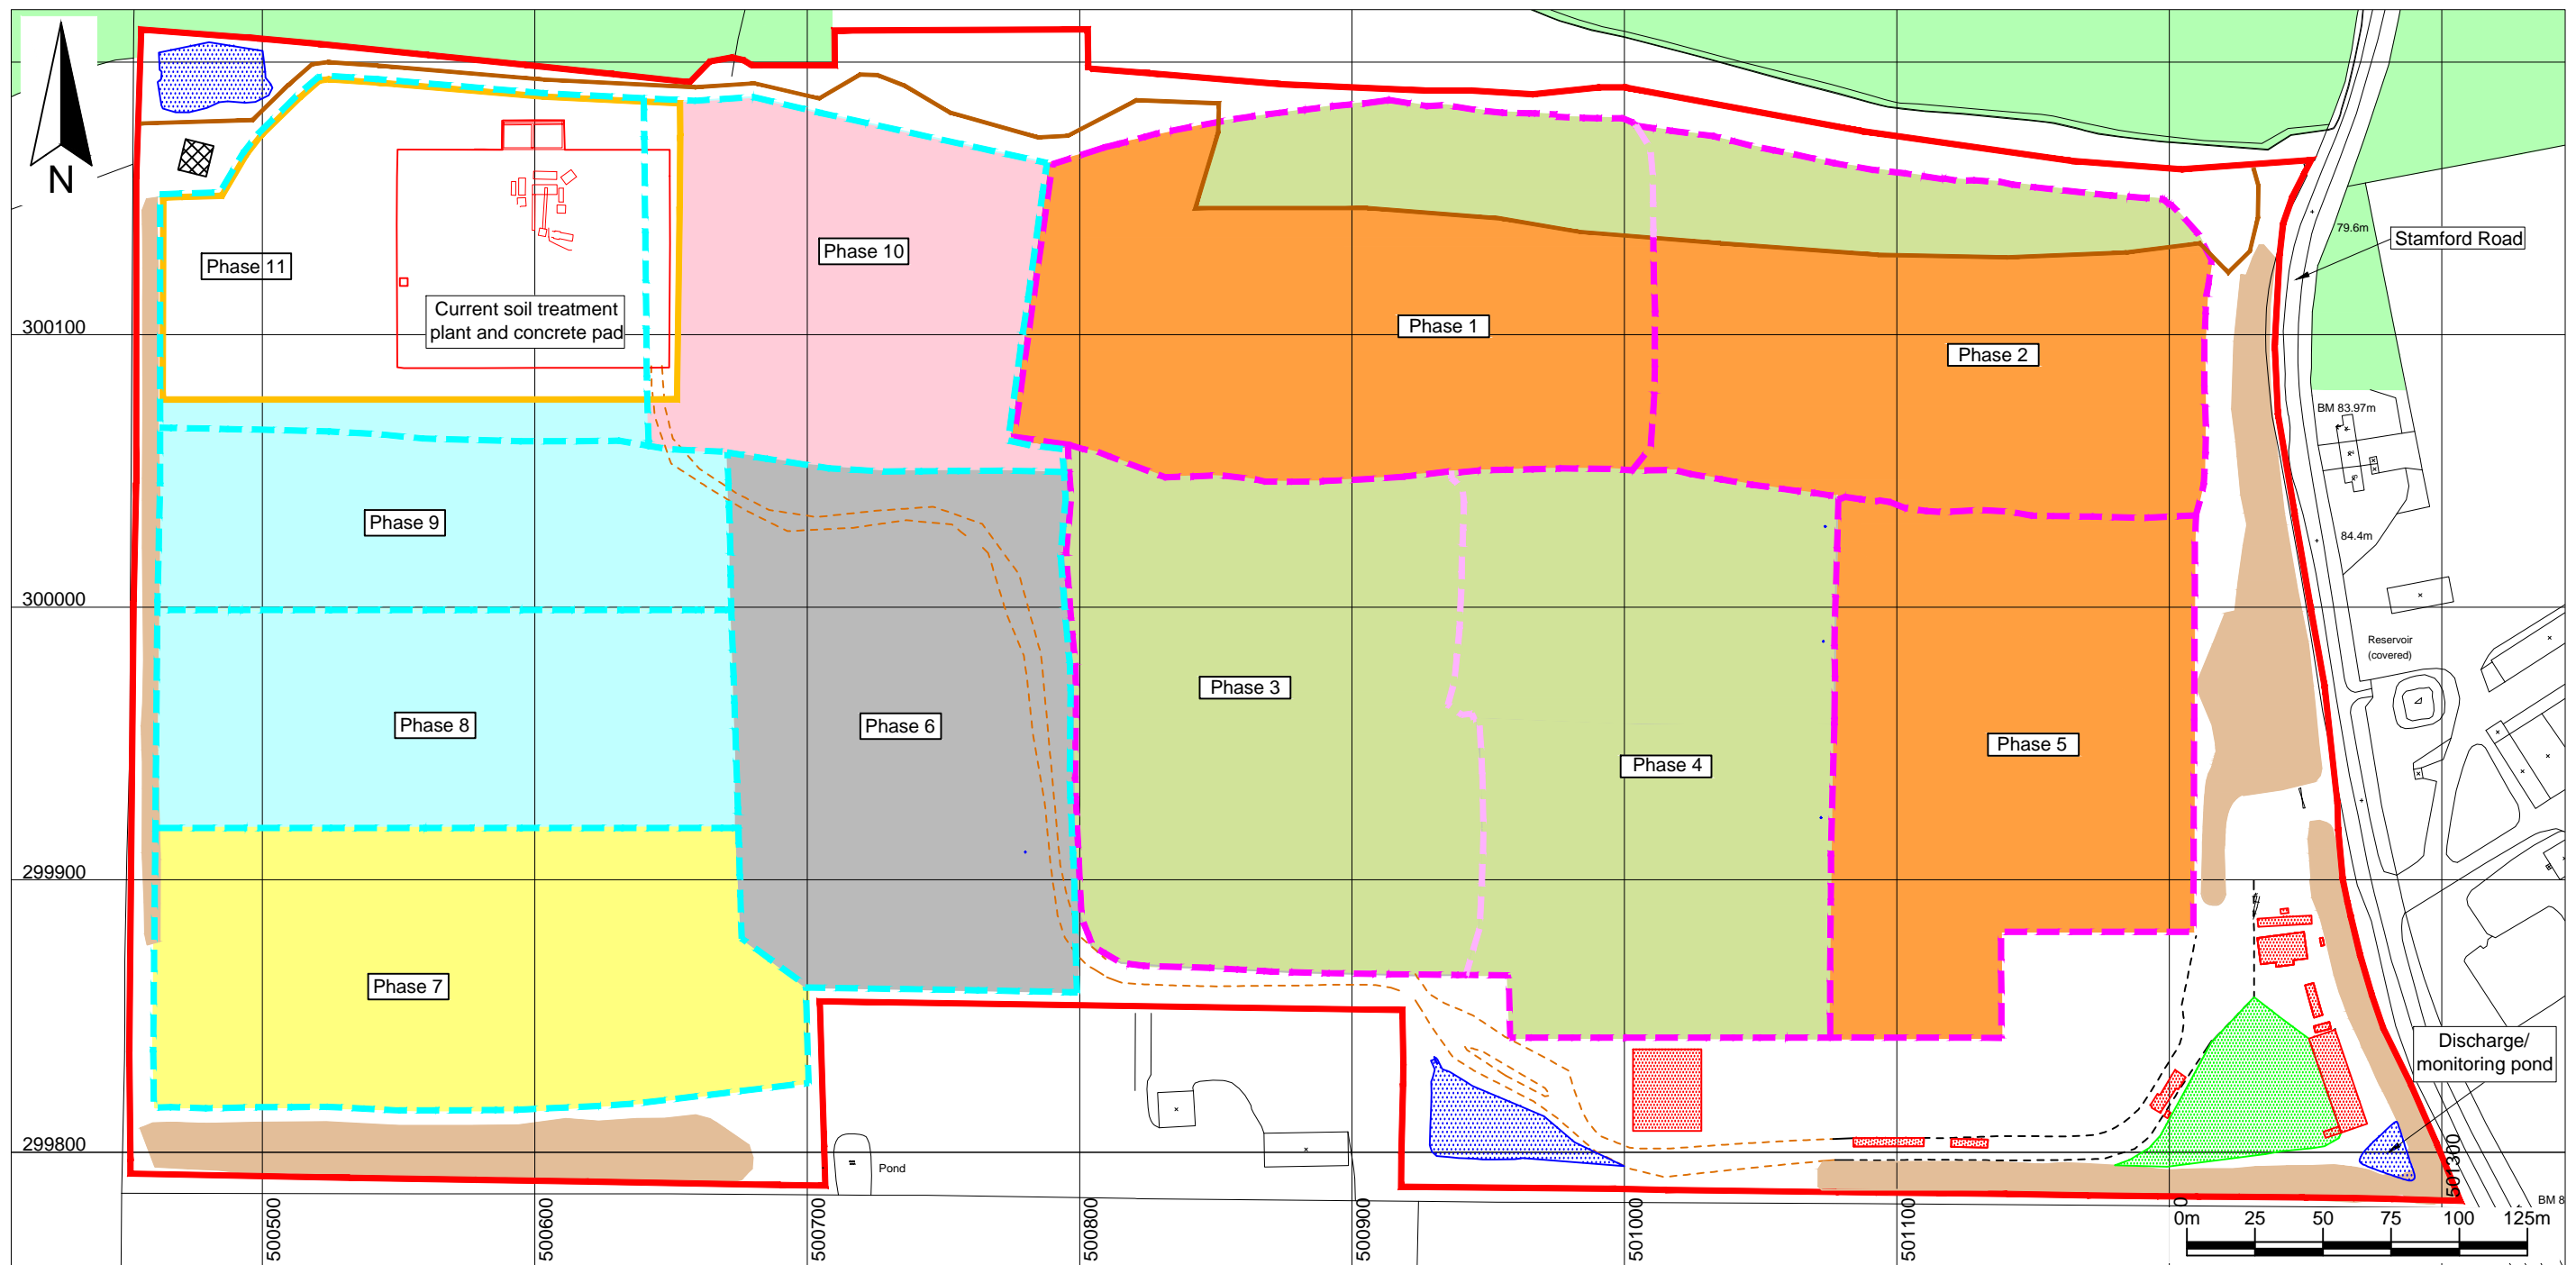 N
79.6m
Stamford Road
Phase 10
Phase 11
Current soil treatment
plant and concrete pad
300100
Phase 1
Phase 2
BM 83.97m
Phase 9
84.4m
300000
Reservoir
(covered)
Phase 3
Phase 8
Phase 6
Phase 5
Phase 4
299900
Phase 7
Discharge/
monitoring pond
299800
Pond
500500
500600
500700
500800
500900
501000
501100
501300
BM 8
0m 25 50 75 100 125m